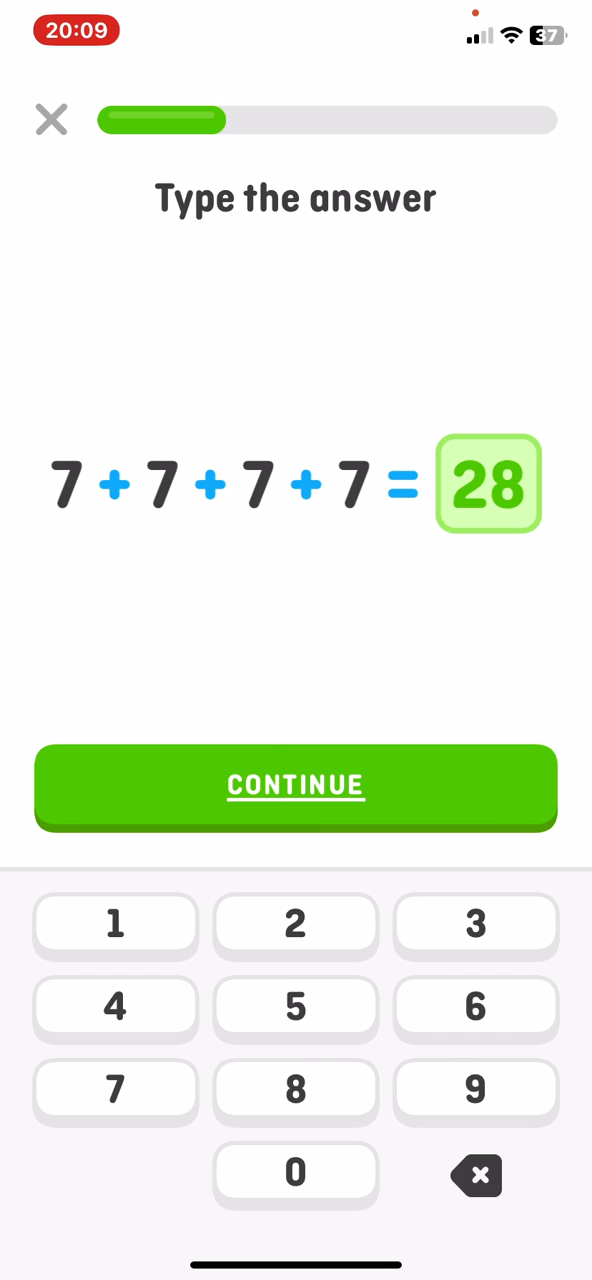 20:09
37
Type the answer
7 + 7 + 7 + 7 = 28
CONTINUE
1 2 3
4 5 6
7 8 9
0